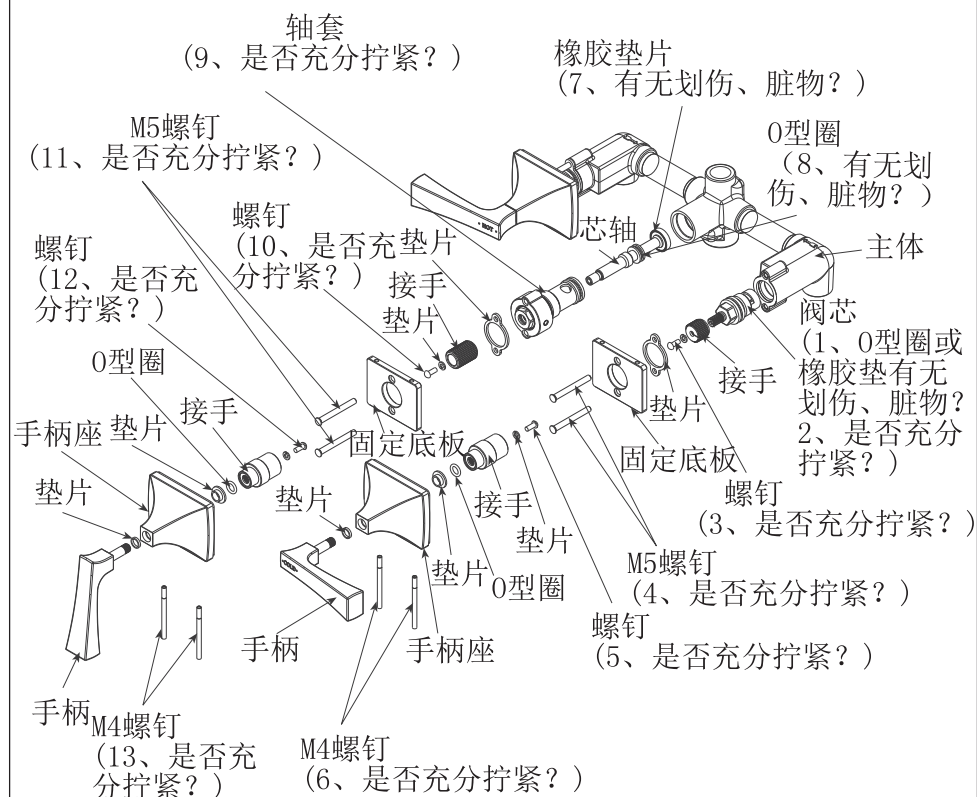 轴套
(9、是否充分拧紧？)
橡胶垫片
(7、有无划伤、脏物？)
M5螺钉
(11、是否充分拧紧？)
O型圈
(8、有无划
伤、脏物？)
螺钉
(10、是否充
分拧紧？
垫片
芯轴
主体
螺钉
(12、是否充
分拧紧？)
接手
垫片
阀芯
(1、O型圈或
橡胶垫有无
划伤、脏物？
2、是否充分
拧紧？)
O型圈
接手
垫片
接手
手柄座
垫片
固定底板
固定底板
垫片
垫片
接手
螺钉
(3、是否充分拧紧？)
垫片
M5螺钉
(4、是否充分拧紧？)
垫片
O型圈
螺钉
(5、是否充分拧紧？)
手柄
手柄座
手柄
M4螺钉
(13、是否充
分拧紧？)
M4螺钉
(6、是否充分拧紧？)